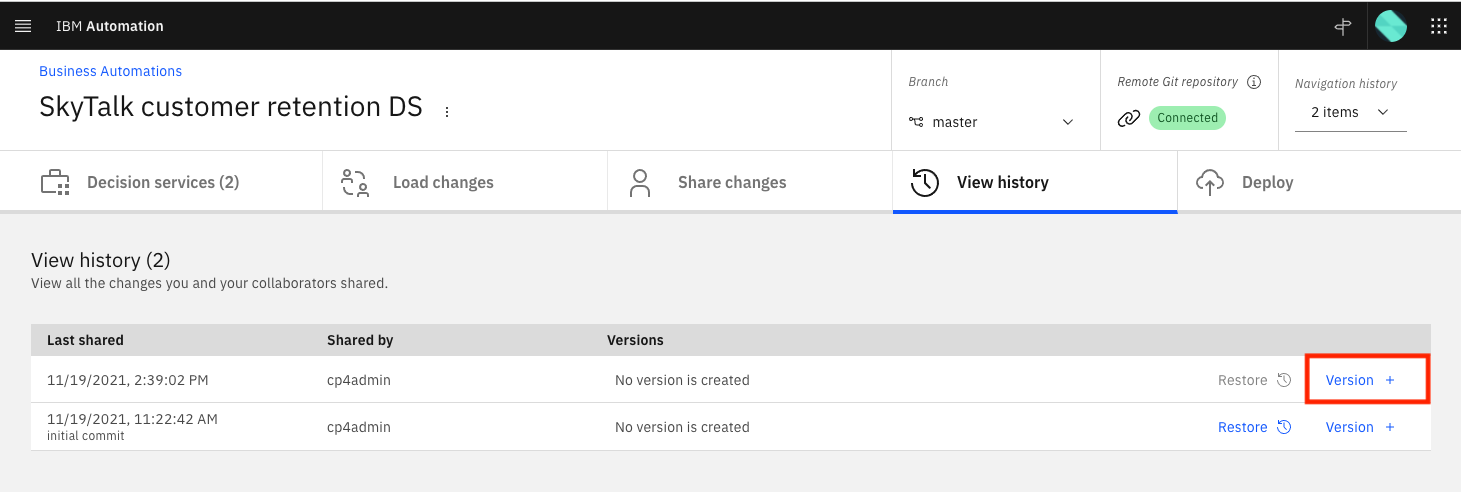 IBM Automation
Business Automations
SkyTalk customer retention DS
Branch
master
Remote Git repository
Connected
Navigation history
2 items
Decision services (2)
Load changes
Share changes
View history
Deploy
View history (2)
View all the changes you and your collaborators shared.
Last shared Shared by Versions
11/19/2021, 2:39:02 PM cp4admin No version is created Restore Version +
11/19/2021, 11:22:42 AM
initial commit
cp4admin No version is created Restore Version +